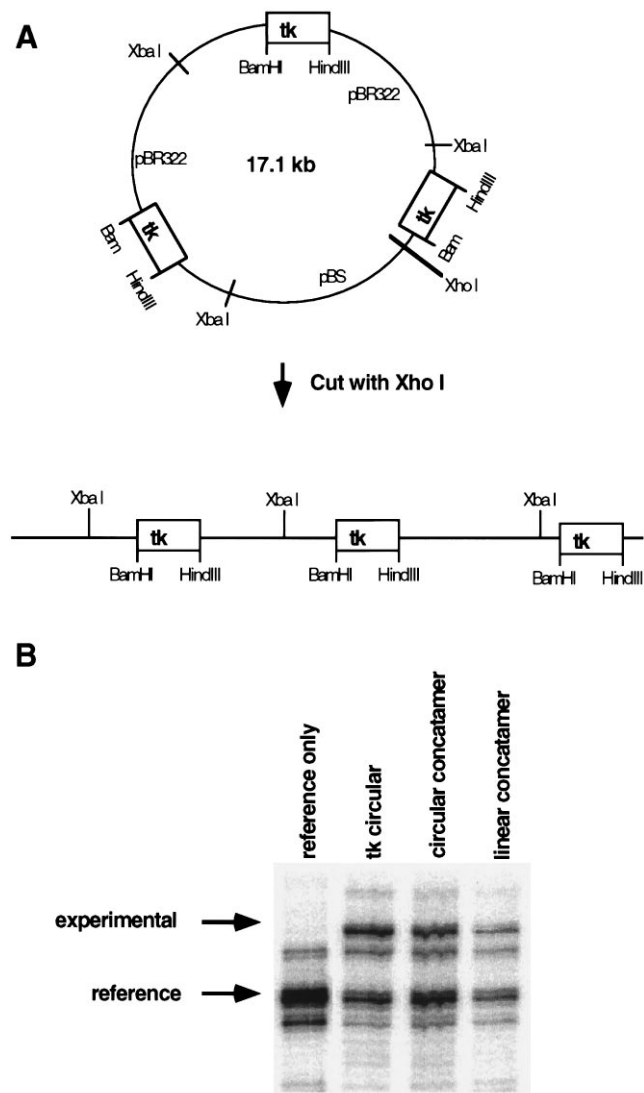 A
tk
Xba I
BamHI
HindIII
pBR322
pBR322
17.1 kb
Xba I
HindIII
tk
Bam
Bam
tk
HindIII
pBS
Xho I
Xba I
Cut with Xho I
Xba I
Xba I
Xba I
tk
tk
tk
BamHI
HindIII
BamHI
HindIII
BamHI
HindIII
B
reference only
tk circular
circular concatamer
linear concatamer
experimental
reference